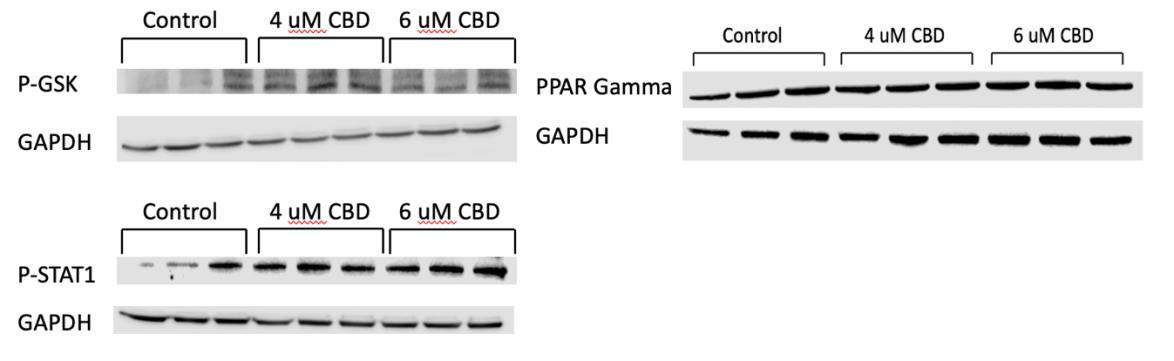 Control 4 uM CBD 6 uM CBD
P-GSK
GAPDH
Control 4 uM CBD 6 uM CBD
P-STAT1
GAPDH
Control 4 uM CBD 6 uM CBD
PPAR Gamma
GAPDH